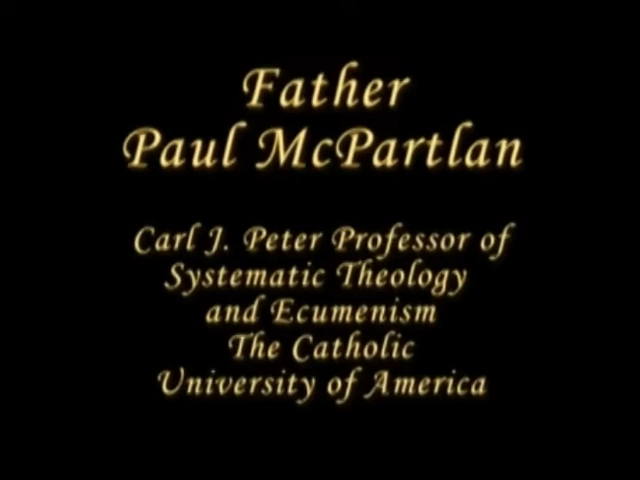 Father
Paul McPartlan
Carl J. Peter Professor of
Systematic Theology
and Ecumenism
The Catholic
University of America